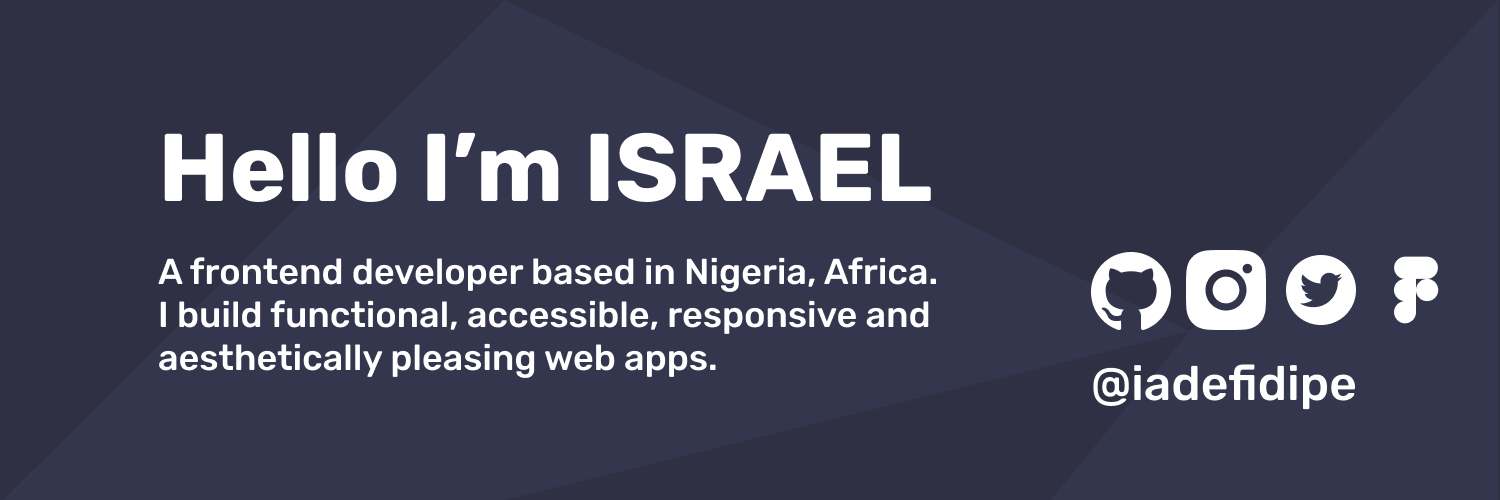 Hello I’m ISRAEL
A frontend developer based in Nigeria, Africa.
I build functional, accessible, responsive and
aesthetically pleasing web apps.
@iadefidipe